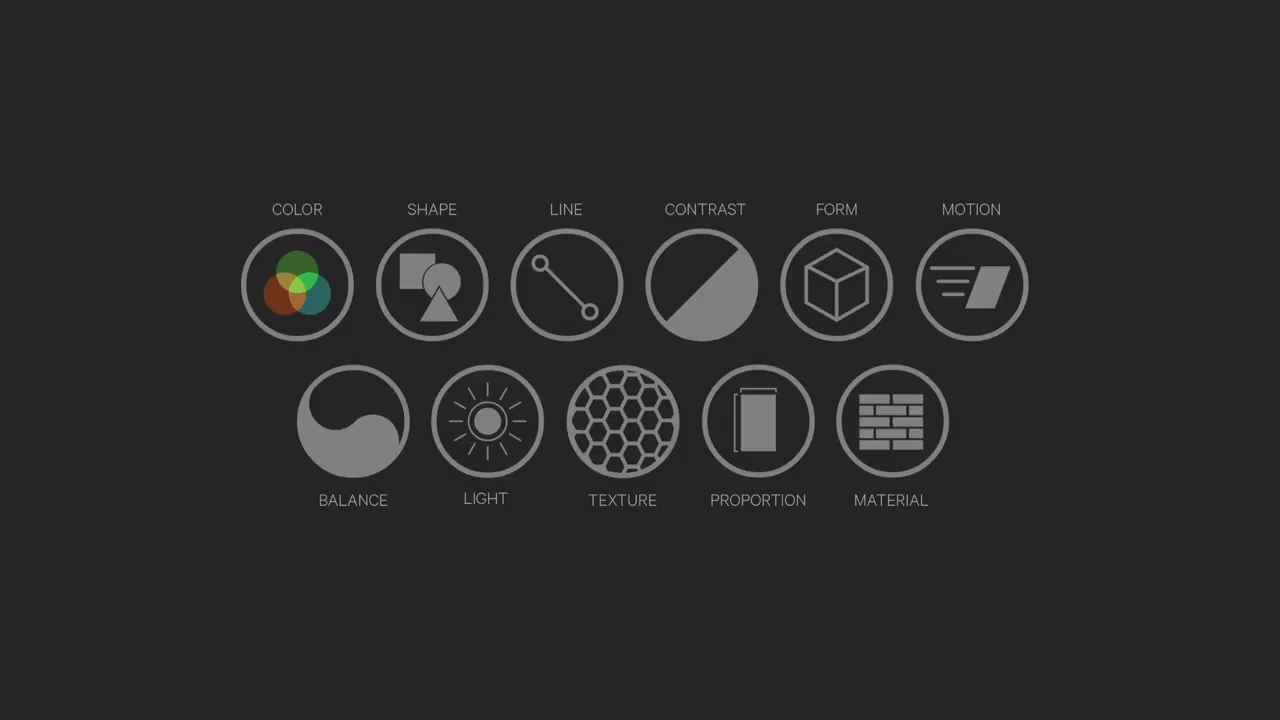 COLOR
SHAPE
LINE
CONTRAST
FORM
MOTION
BALANCE
LIGHT
TEXTURE
PROPORTION
MATERIAL